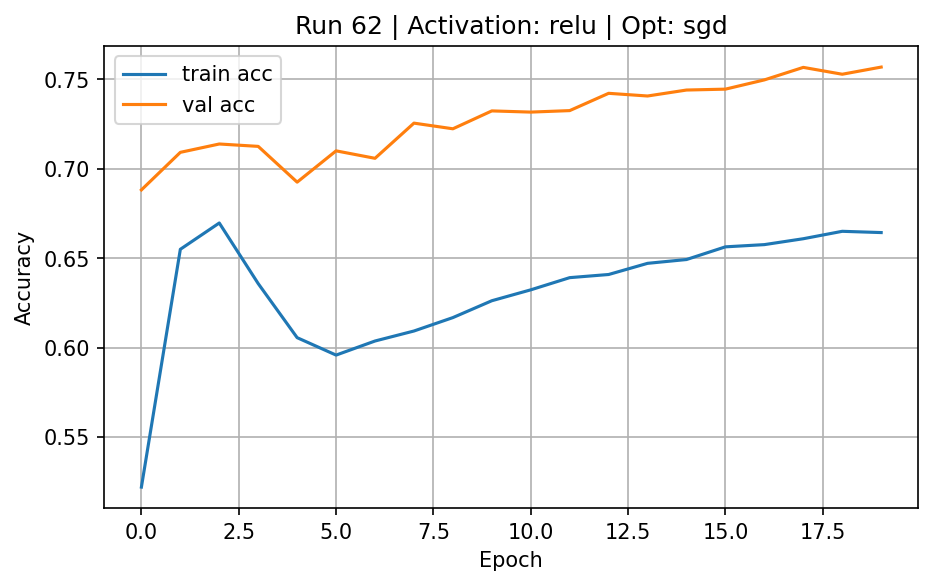 Run 62 | Activation: relu | Opt: sgd
train acc
val acc
Accuracy
0.75
0.70
0.65
0.60
0.55
0.0 2.5 5.0 7.5 10.0 12.5 15.0 17.5
Epoch